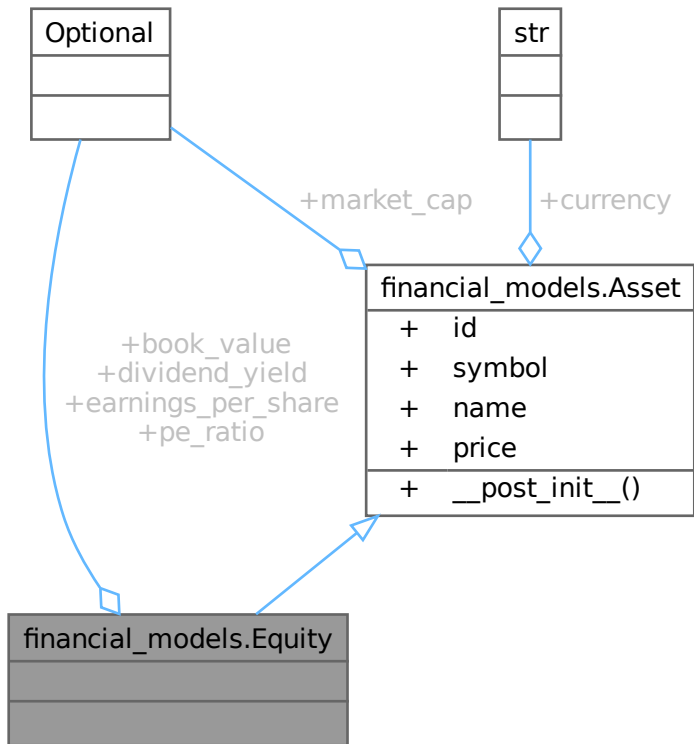 Optional
str
+market_cap
+currency
financial_models.Asset
+ id
+ symbol
+ name
+ price
+ __post_init__()
+book_value
+dividend_yield
+earnings_per_share
+pe_ratio
financial_models.Equity